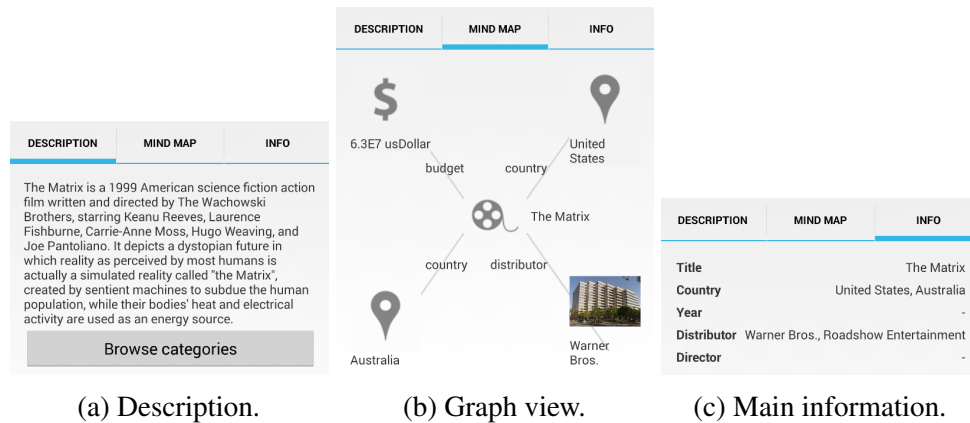 DESCRIPTION MIND MAP INFO
The Matrix is a 1999 American science fiction action
film written and directed by The Wachowski
Brothers, starring Keanu Reeves, Laurence
Fishburne, Carrie-Anne Moss, Hugo Weaving, and
Joe Pantoliano. It depicts a dystopian future in
which reality as perceived by most humans is
actually a simulated reality called "the Matrix",
created by sentient machines to subdue the human
population, while their bodies' heat and electrical
activity are used as an energy source.
Browse categories
(a) Description.
DESCRIPTION MIND MAP INFO
6.3E7 usDollar
United
States
budget
country
The Matrix
country
distributor
Australia
Warner
Bros.
(b) Graph view.
DESCRIPTION MIND MAP INFO
Title The Matrix
Country United States, Australia
Year -
Distributor Warner Bros., Roadshow Entertainment
Director -
(c) Main information.